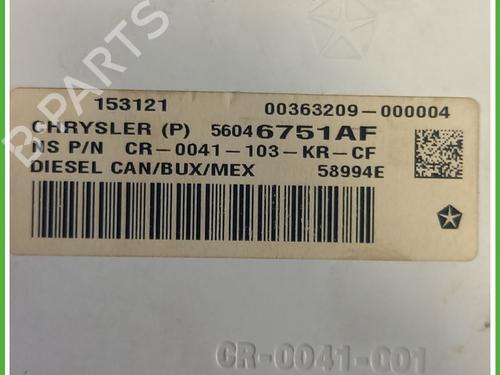 153121 00363209-000004
CHRYSLER (P) 56046751AF
NS P/N CR-0041-103-KR-CF
DIESEL CAN/BUX/MEX 58994E
CR-0041-001
B-PARTS